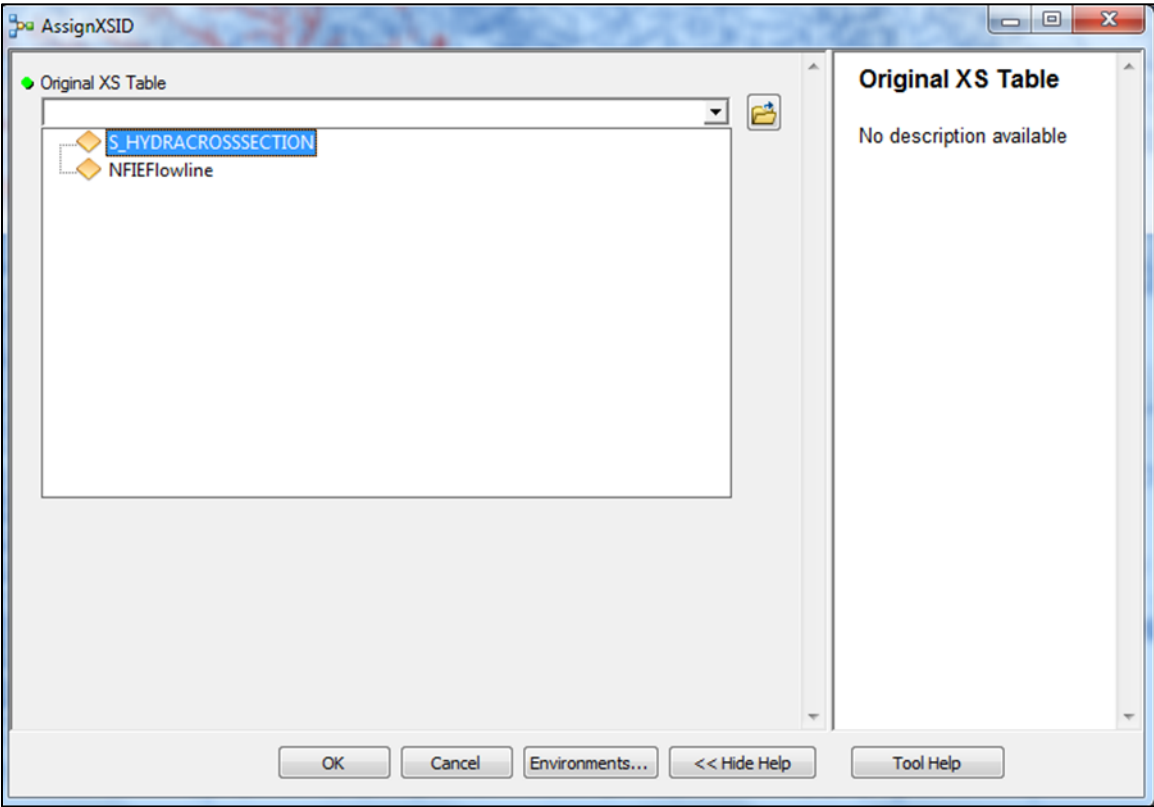 AssignXSID
Original XS Table
S_HYDRACROSSSECTION
NFIEFlowline
Original XS Table
No description available
OK
Cancel
Environments...
<< Hide Help
Tool Help